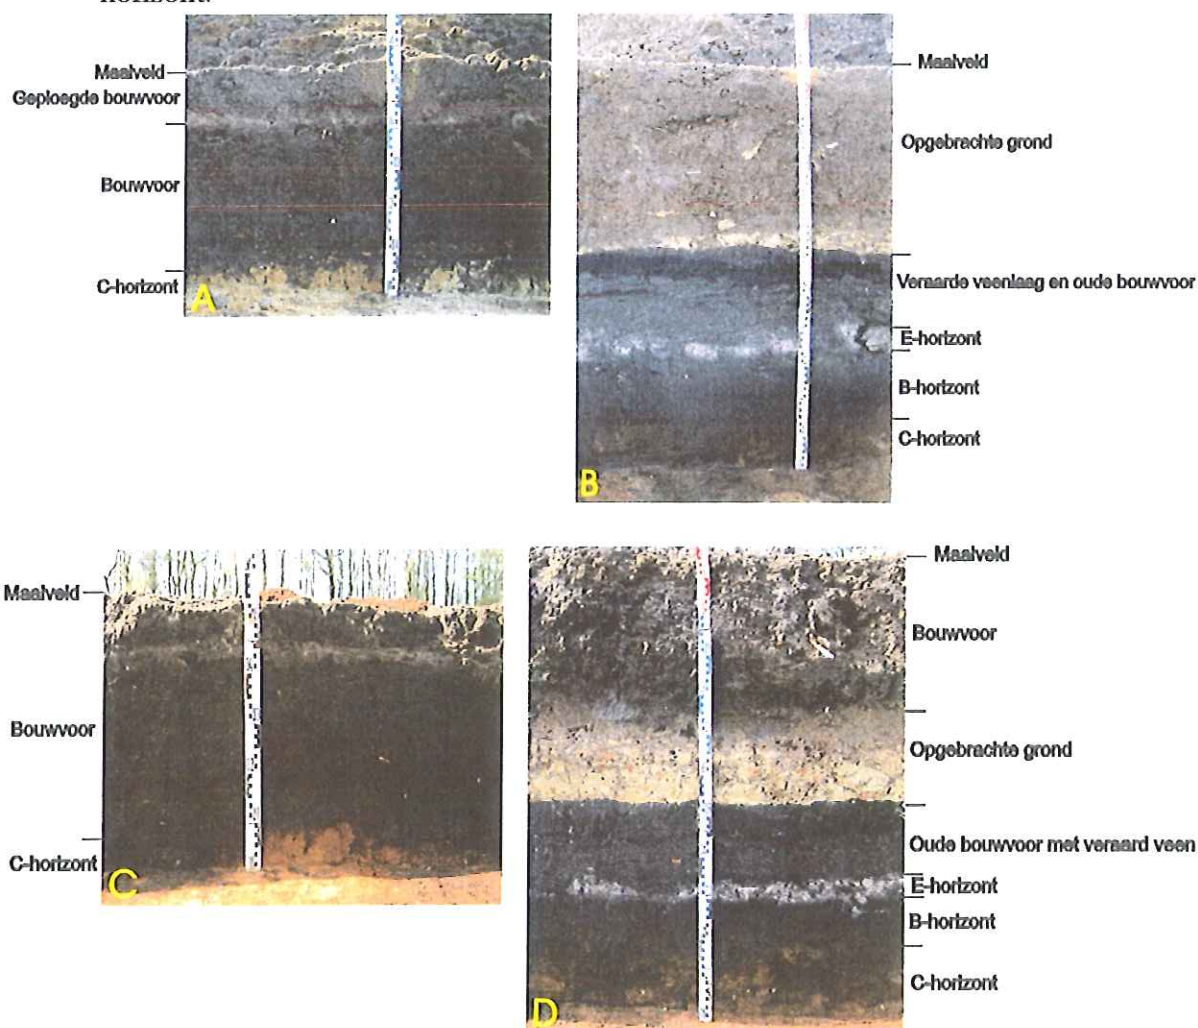 horizont.
Maaiveld
Geploegde bouwvoor
Bouwvoor
C-horizont
A
Maaiveld
Opgebrachte grond
Veraarde veenlaag en oude bouwvoor
E-horizont
B-horizont
C-horizont
B
Maaiveld
Bouwvoor
C-horizont
C
Maaiveld
Bouwvoor
Opgebrachte grond
Oude bouwvoor met veraard veen
E-horizont
B-horizont
C-horizont
D